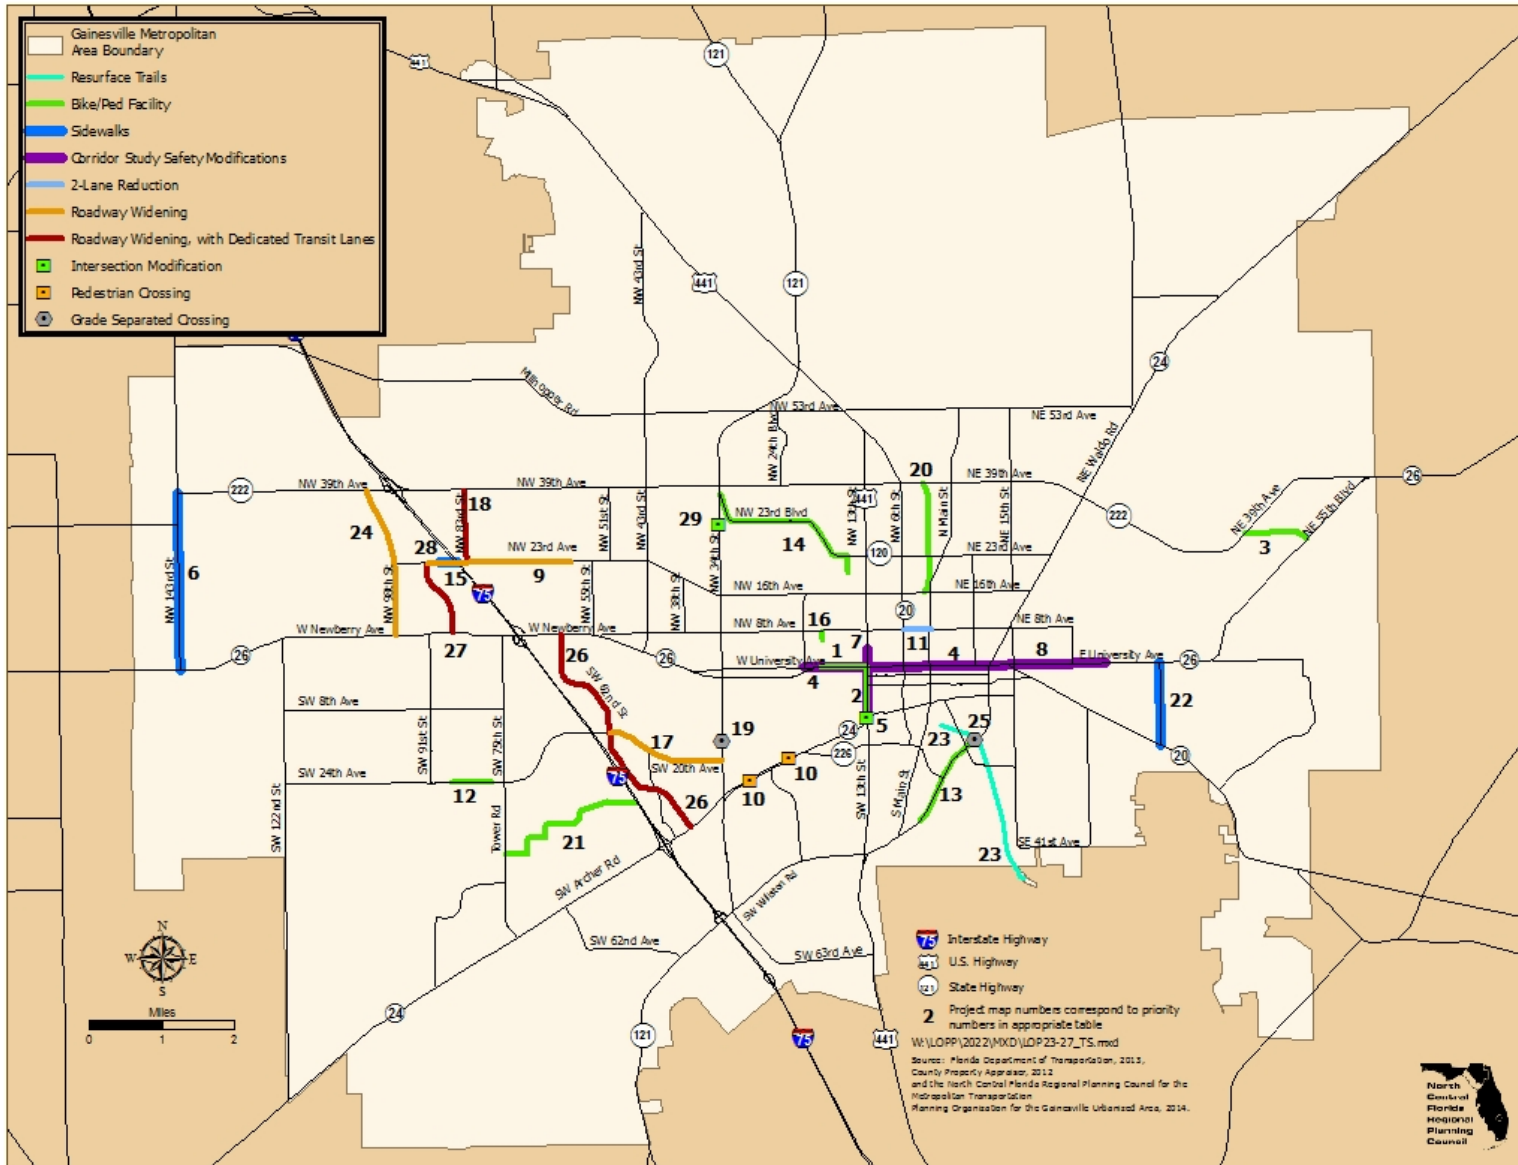 Gainesville Metropolitan
Area Boundary
Resurface Trails
Bike/Ped Facility
Sidewalks
Corridor Study Safety Modifications
2-Lane Reduction
Roadway Widening
Roadway Widening, with Dedicated Transit Lanes
Intersection Modification
Pedestrian Crossing
Grade Separated Crossing
441
121
NW 43rd St
441
121
24
Millhopper Rd
NW 53rd Ave
NE 53rd Ave
NW 24th Blvd
NE Waldo Rd
222
NW 39th Ave
NW 39th Ave
20
NE 39th Ave
26
18
NW 83rd St
NW 51st St
NW 43rd St
NW 13th St
441
NW 6th St
N Main St
NE 15th St
222
NE 39th Ave
NE 55th Blvd
24
29
NW 23rd Blvd
14
3
28
NW 23rd Ave
NW 34th St
120
NE 23rd Ave
6
NW 143rd St
15
9
NW 98th St
75
NW 55th St
NW 38th St
NW 16th Ave
NE 16th Ave
20
W Newberry Ave
W Newberry Ave
NW 8th Ave
16
NE 8th Ave
26
27
26
26
W University Ave
1
7
11
4
8
E University Ave
26
4
SW 62nd St
2
22
SW 8th Ave
SW 91st St
SW 75th St
17
19
24
5
23
25
226
20
SW 24th Ave
SW 20th Ave
75
10
12
10
SW 122nd St
Tower Rd
26
SW 13th St
S Main St
13
21
SE 41st Ave
23
SW Archer Rd
SW Williston Rd
SW 62nd Ave
SW 63rd Ave
24
121
75
441
N
W
E
S
Miles
0 1 2
75 Interstate Highway
441 U.S. Highway
121 State Highway
2 Project map numbers correspond to priority
numbers in appropriate table
W:\LOPP\2022\MXD\LOP23-27_TS.mxd
Source: Florida Department of Transportation, 2013,
County Property Appraiser, 2012
and the North Central Florida Regional Planning Council for the
Metropolitan Transportation
Planning Organization for the Gainesville Urbanized Area, 2014.
North
Central
Florida
Regional
Planning
Council